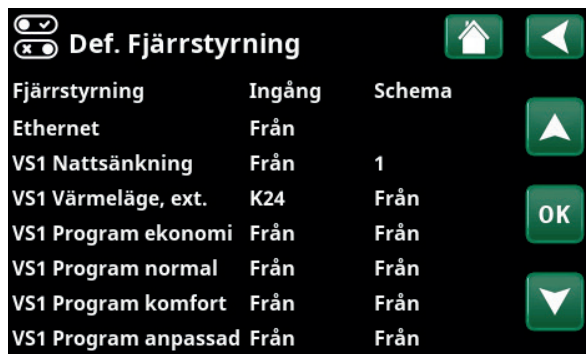 Def. Fjärrstyrning
Fjärrstyrning Ingång Schema
Ethernet Från
VS1 Nattsänkning Från 1
VS1 Värmeläge, ext. K24 Från
OK
VS1 Program ekonomi Från Från
VS1 Program normal Från Från
VS1 Program komfort Från Från
VS1 Program anpassad Från Från